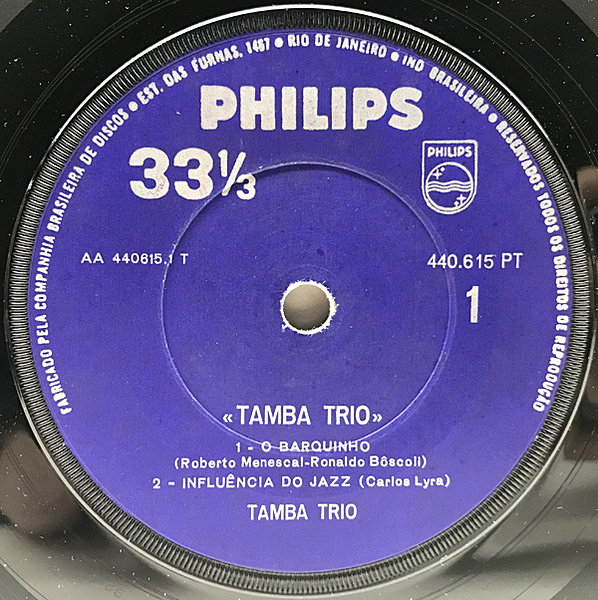 FABRICADO PELA COMPANHIA BRASILEIRA DE DISCOS • EST. DAS FURNAS, 1467 • RIO DE JANEIRO • IND BRASILEIRA • RESERVADOS TODOS OS DIREITOS DE REPRODUÇÃO
PHILIPS
33⅓
PHILIPS
AA 440615.1 T
440.615 PT
1
«TAMBA TRIO»
1 - O BARQUINHO
(Roberto Menescal-Ronaldo Bôscoli)
2 - INFLUÊNCIA DO JAZZ (Carlos Lyra)
TAMBA TRIO